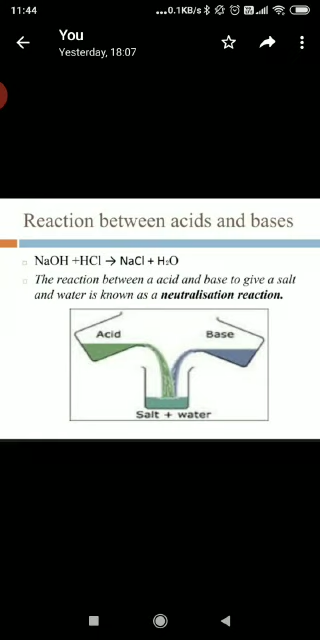 11:44
...0.1KB/s
You
Yesterday, 18:07
Reaction between acids and bases
NaOH +HCl → NaCl + H₂O
The reaction between a acid and base to give a salt
and water is known as a neutralisation reaction.
Acid
Base
Salt + water